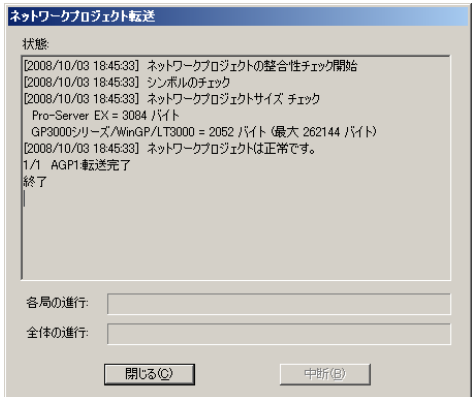 ネットワークプロジェクト転送
状態:
[2008/10/03 18:45:33] ネットワークプロジェクトの整合性チェック開始
[2008/10/03 18:45:33] シンボルのチェック
[2008/10/03 18:45:33] ネットワークプロジェクトサイズ チェック
Pro-Server EX = 3084 バイト
GP3000シリーズ/WinGP/LT3000 = 2052 バイト (最大 262144 バイト)
[2008/10/03 18:45:33] ネットワークプロジェクトは正常です。
1/1 AGP1:転送完了
終了
各局の進行:
全体の進行:
閉じる(C) 中断(B)